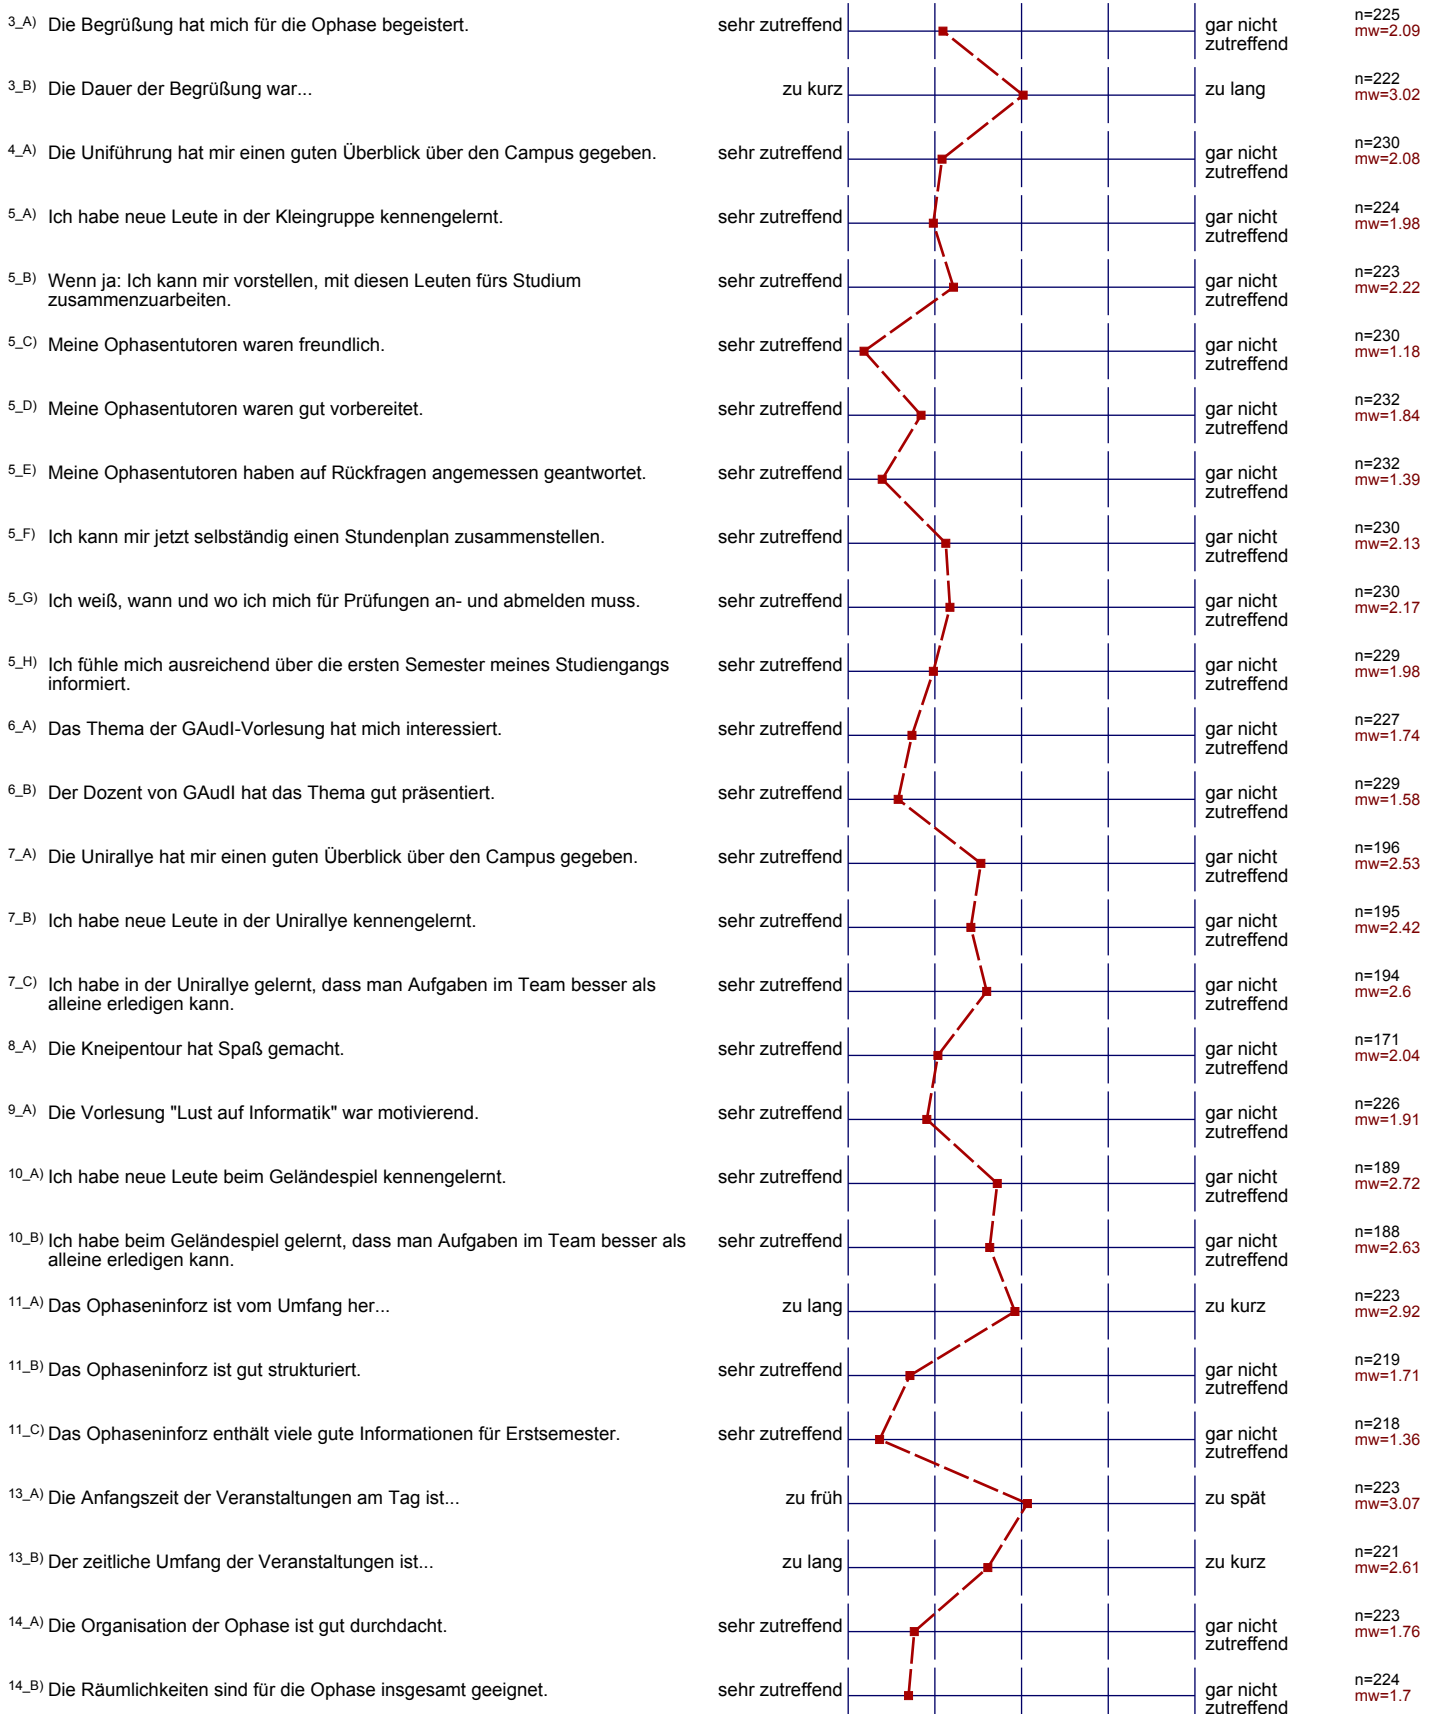 3_A) Die Begrüßung hat mich für die Ophase begeistert. sehr zutreffend gar nicht zutreffend n=225 mw=2.09
3_B) Die Dauer der Begrüßung war... zu kurz zu lang n=222 mw=3.02
4_A) Die Uniführung hat mir einen guten Überblick über den Campus gegeben. sehr zutreffend gar nicht zutreffend n=230 mw=2.08
5_A) Ich habe neue Leute in der Kleingruppe kennengelernt. sehr zutreffend gar nicht zutreffend n=224 mw=1.98
5_B) Wenn ja: Ich kann mir vorstellen, mit diesen Leuten fürs Studium
zusammenzuarbeiten. sehr zutreffend gar nicht zutreffend n=223 mw=2.22
5_C) Meine Ophasentutoren waren freundlich. sehr zutreffend gar nicht zutreffend n=230 mw=1.18
5_D) Meine Ophasentutoren waren gut vorbereitet. sehr zutreffend gar nicht zutreffend n=232 mw=1.84
5_E) Meine Ophasentutoren haben auf Rückfragen angemessen geantwortet. sehr zutreffend gar nicht zutreffend n=232 mw=1.39
5_F) Ich kann mir jetzt selbständig einen Stundenplan zusammenstellen. sehr zutreffend gar nicht zutreffend n=230 mw=2.13
5_G) Ich weiß, wann und wo ich mich für Prüfungen an- und abmelden muss. sehr zutreffend gar nicht zutreffend n=230 mw=2.17
5_H) Ich fühle mich ausreichend über die ersten Semester meines Studiengangs
informiert. sehr zutreffend gar nicht zutreffend n=229 mw=1.98
6_A) Das Thema der GAudI-Vorlesung hat mich interessiert. sehr zutreffend gar nicht zutreffend n=227 mw=1.74
6_B) Der Dozent von GAudI hat das Thema gut präsentiert. sehr zutreffend gar nicht zutreffend n=229 mw=1.58
7_A) Die Unirallye hat mir einen guten Überblick über den Campus gegeben. sehr zutreffend gar nicht zutreffend n=196 mw=2.53
7_B) Ich habe neue Leute in der Unirallye kennengelernt. sehr zutreffend gar nicht zutreffend n=195 mw=2.42
7_C) Ich habe in der Unirallye gelernt, dass man Aufgaben im Team besser als
alleine erledigen kann. sehr zutreffend gar nicht zutreffend n=194 mw=2.6
8_A) Die Kneipentour hat Spaß gemacht. sehr zutreffend gar nicht zutreffend n=171 mw=2.04
9_A) Die Vorlesung "Lust auf Informatik" war motivierend. sehr zutreffend gar nicht zutreffend n=226 mw=1.91
10_A) Ich habe neue Leute beim Geländespiel kennengelernt. sehr zutreffend gar nicht zutreffend n=189 mw=2.72
10_B) Ich habe beim Geländespiel gelernt, dass man Aufgaben im Team besser als
alleine erledigen kann. sehr zutreffend gar nicht zutreffend n=188 mw=2.63
11_A) Das Ophaseninforz ist vom Umfang her... zu lang zu kurz n=223 mw=2.92
11_B) Das Ophaseninforz ist gut strukturiert. sehr zutreffend gar nicht zutreffend n=219 mw=1.71
11_C) Das Ophaseninforz enthält viele gute Informationen für Erstsemester. sehr zutreffend gar nicht zutreffend n=218 mw=1.36
13_A) Die Anfangszeit der Veranstaltungen am Tag ist... zu früh zu spät n=223 mw=3.07
13_B) Der zeitliche Umfang der Veranstaltungen ist... zu lang zu kurz n=221 mw=2.61
14_A) Die Organisation der Ophase ist gut durchdacht. sehr zutreffend gar nicht zutreffend n=223 mw=1.76
14_B) Die Räumlichkeiten sind für die Ophase insgesamt geeignet. sehr zutreffend gar nicht zutreffend n=224 mw=1.7